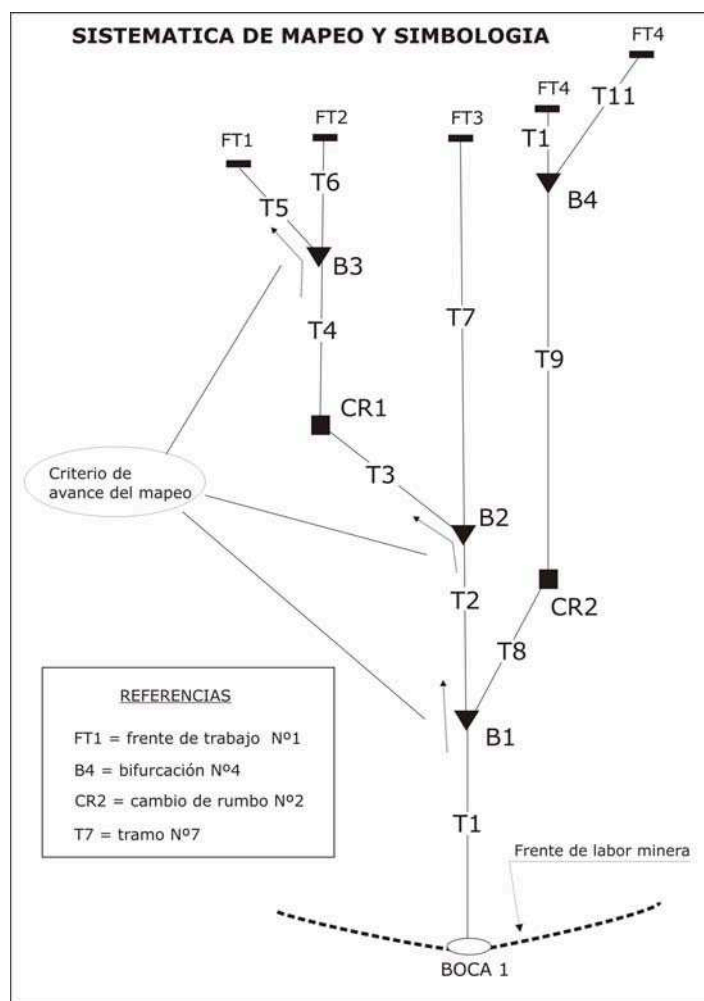 SISTEMATICA DE MAPEO Y SIMBOLOGIA
FT4
FT4
T11
FT2
FT3
FT1
T1
T6
B4
T5
B3
T4
T7
T9
CR1
T3
Criterio de
avance del mapeo
B2
T2
CR2
T8
REFERENCIAS
FT1 = frente de trabajo Nº1
B4 = bifurcación Nº4
CR2 = cambio de rumbo Nº2
T7 = tramo Nº7
B1
T1
Frente de labor minera
BOCA 1